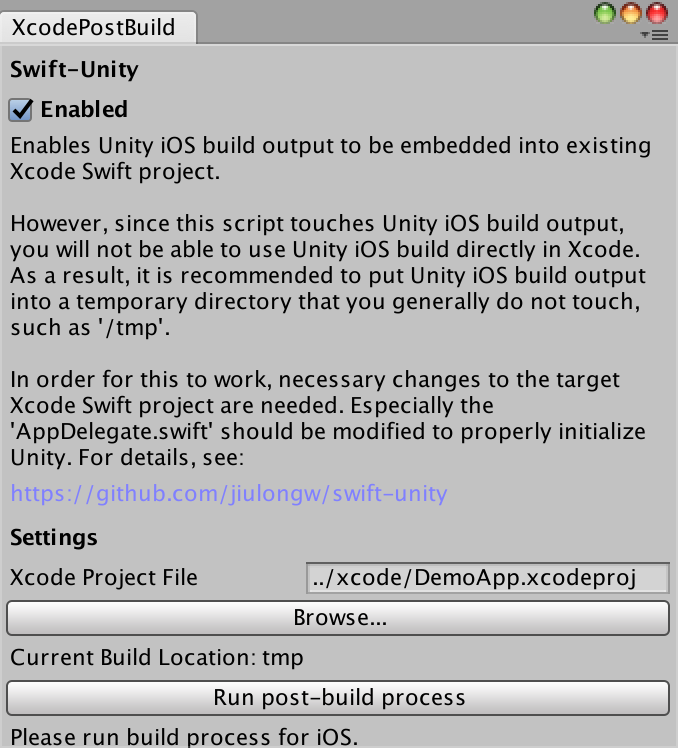 XcodePostBuild
Swift-Unity
Enabled
Enables Unity iOS build output to be embedded into existing
Xcode Swift project.
However, since this script touches Unity iOS build output,
you will not be able to use Unity iOS build directly in Xcode.
As a result, it is recommended to put Unity iOS build output
into a temporary directory that you generally do not touch,
such as '/tmp'.
In order for this to work, necessary changes to the target
Xcode Swift project are needed. Especially the
'AppDelegate.swift' should be modified to properly initialize
Unity. For details, see:
https://github.com/jiulongw/swift-unity
Settings
Xcode Project File ../xcode/DemoApp.xcodeproj
Browse...
Current Build Location: tmp
Run post-build process
Please run build process for iOS.